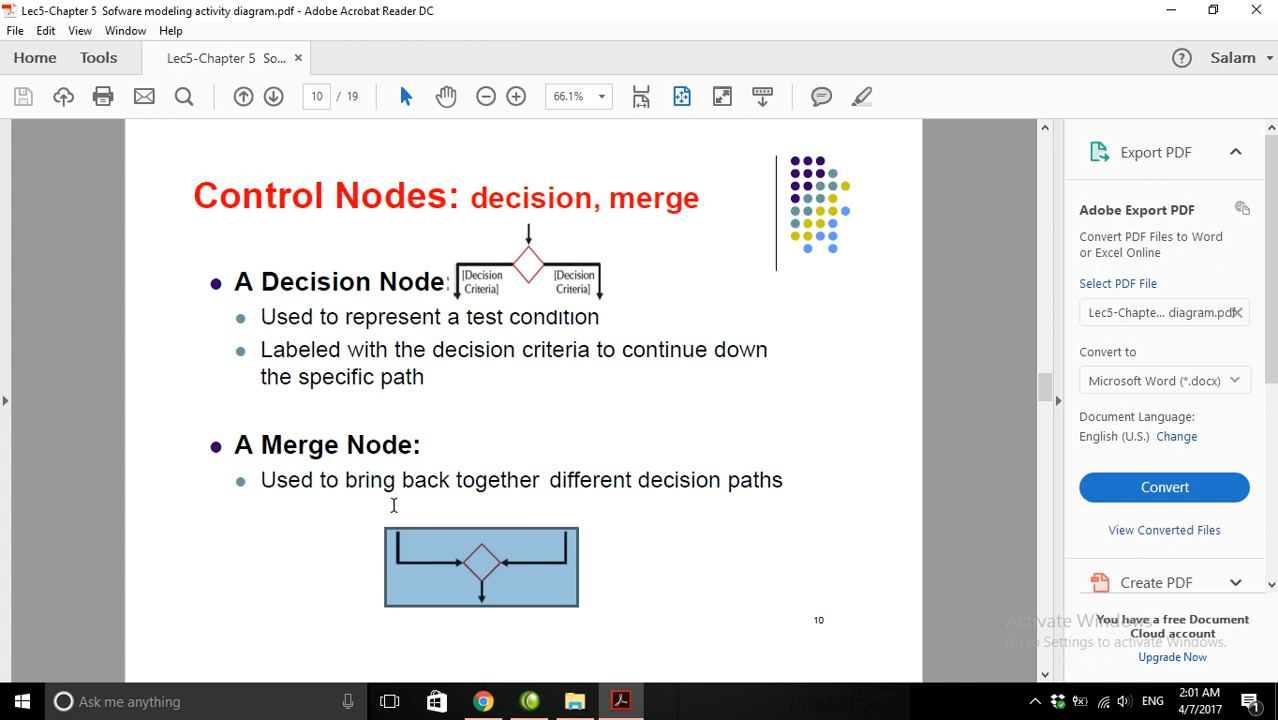 Lec5-Chapter 5 Sofware modeling activity diagram.pdf - Adobe Acrobat Reader DC
File Edit View Window Help
Home Tools Lec5-Chapter 5 So... × Salam
10 / 19 66.1%
Control Nodes: decision, merge
A Decision Node:
[Decision Criteria]
[Decision Criteria]
Used to represent a test condition
Labeled with the decision criteria to continue down
the specific path
A Merge Node:
Used to bring back together different decision paths
10
Export PDF
Adobe Export PDF
Convert PDF Files to Word
or Excel Online
Select PDF File
Lec5-Chapte... diagram.pdf
Convert to
Microsoft Word (*.docx)
Document Language:
English (U.S.) Change
Convert
View Converted Files
Create PDF
Activate Windows
Go to Settings to activate Windows.
You have a free Document
Cloud account
Upgrade Now
Ask me anything
ENG
2:01 AM
4/7/2017
1